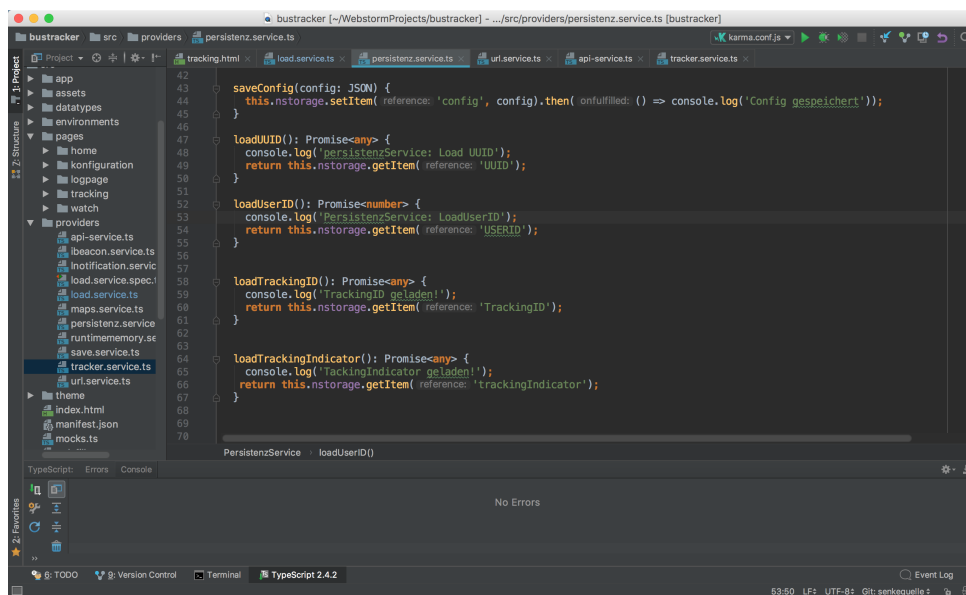 bustracker [~/WebstormProjects/bustracker] - .../src/providers/persistenz.service.ts [bustracker]
bustracker src providers persistenz.service.ts karma.conf.js
Project tracking.html load.service.ts persistenz.service.ts url.service.ts api-service.ts tracker.service.ts
1: Project
Z: Structure
2: Favorites
app
assets
datatypes
environments
pages
home
konfiguration
logpage
tracking
watch
providers
api-service.ts
ibeacon.service.ts
lnotification.servic
load.service.spec.t
load.service.ts
maps.service.ts
persistenz.service
runtimememory.se
save.service.ts
tracker.service.ts
url.service.ts
theme
index.html
manifest.json
mocks.ts
42
43 saveConfig(config: JSON) {
44 this.nstorage.setItem( reference: 'config', config).then( onfulfilled: () => console.log('Config gespeichert'));
45 }
46
47 loadUUID(): Promise<any> {
48 console.log('persistenzService: Load UUID');
49 return this.nstorage.getItem( reference: 'UUID');
50 }
51
52 loadUserID(): Promise<number> {
53 console.log('PersistenzService: LoadUserID');
54 return this.nstorage.getItem( reference: 'USERID');
55 }
56
57
58 loadTrackingID(): Promise<any> {
59 console.log('TrackingID geladen!');
60 return this.nstorage.getItem( reference: 'TrackingID');
61 }
62
63
64 loadTrackingIndicator(): Promise<any> {
65 console.log('TackingIndicator geladen!');
66 return this.nstorage.getItem( reference: 'trackingIndicator');
67 }
68
69
70
PersistenzService › loadUserID()
TypeScript: Errors Console
No Errors
>>
6: TODO 9: Version Control Terminal TypeScript 2.4.2 Event Log
53:50 LF÷ UTF-8÷ Git: senkequelle÷